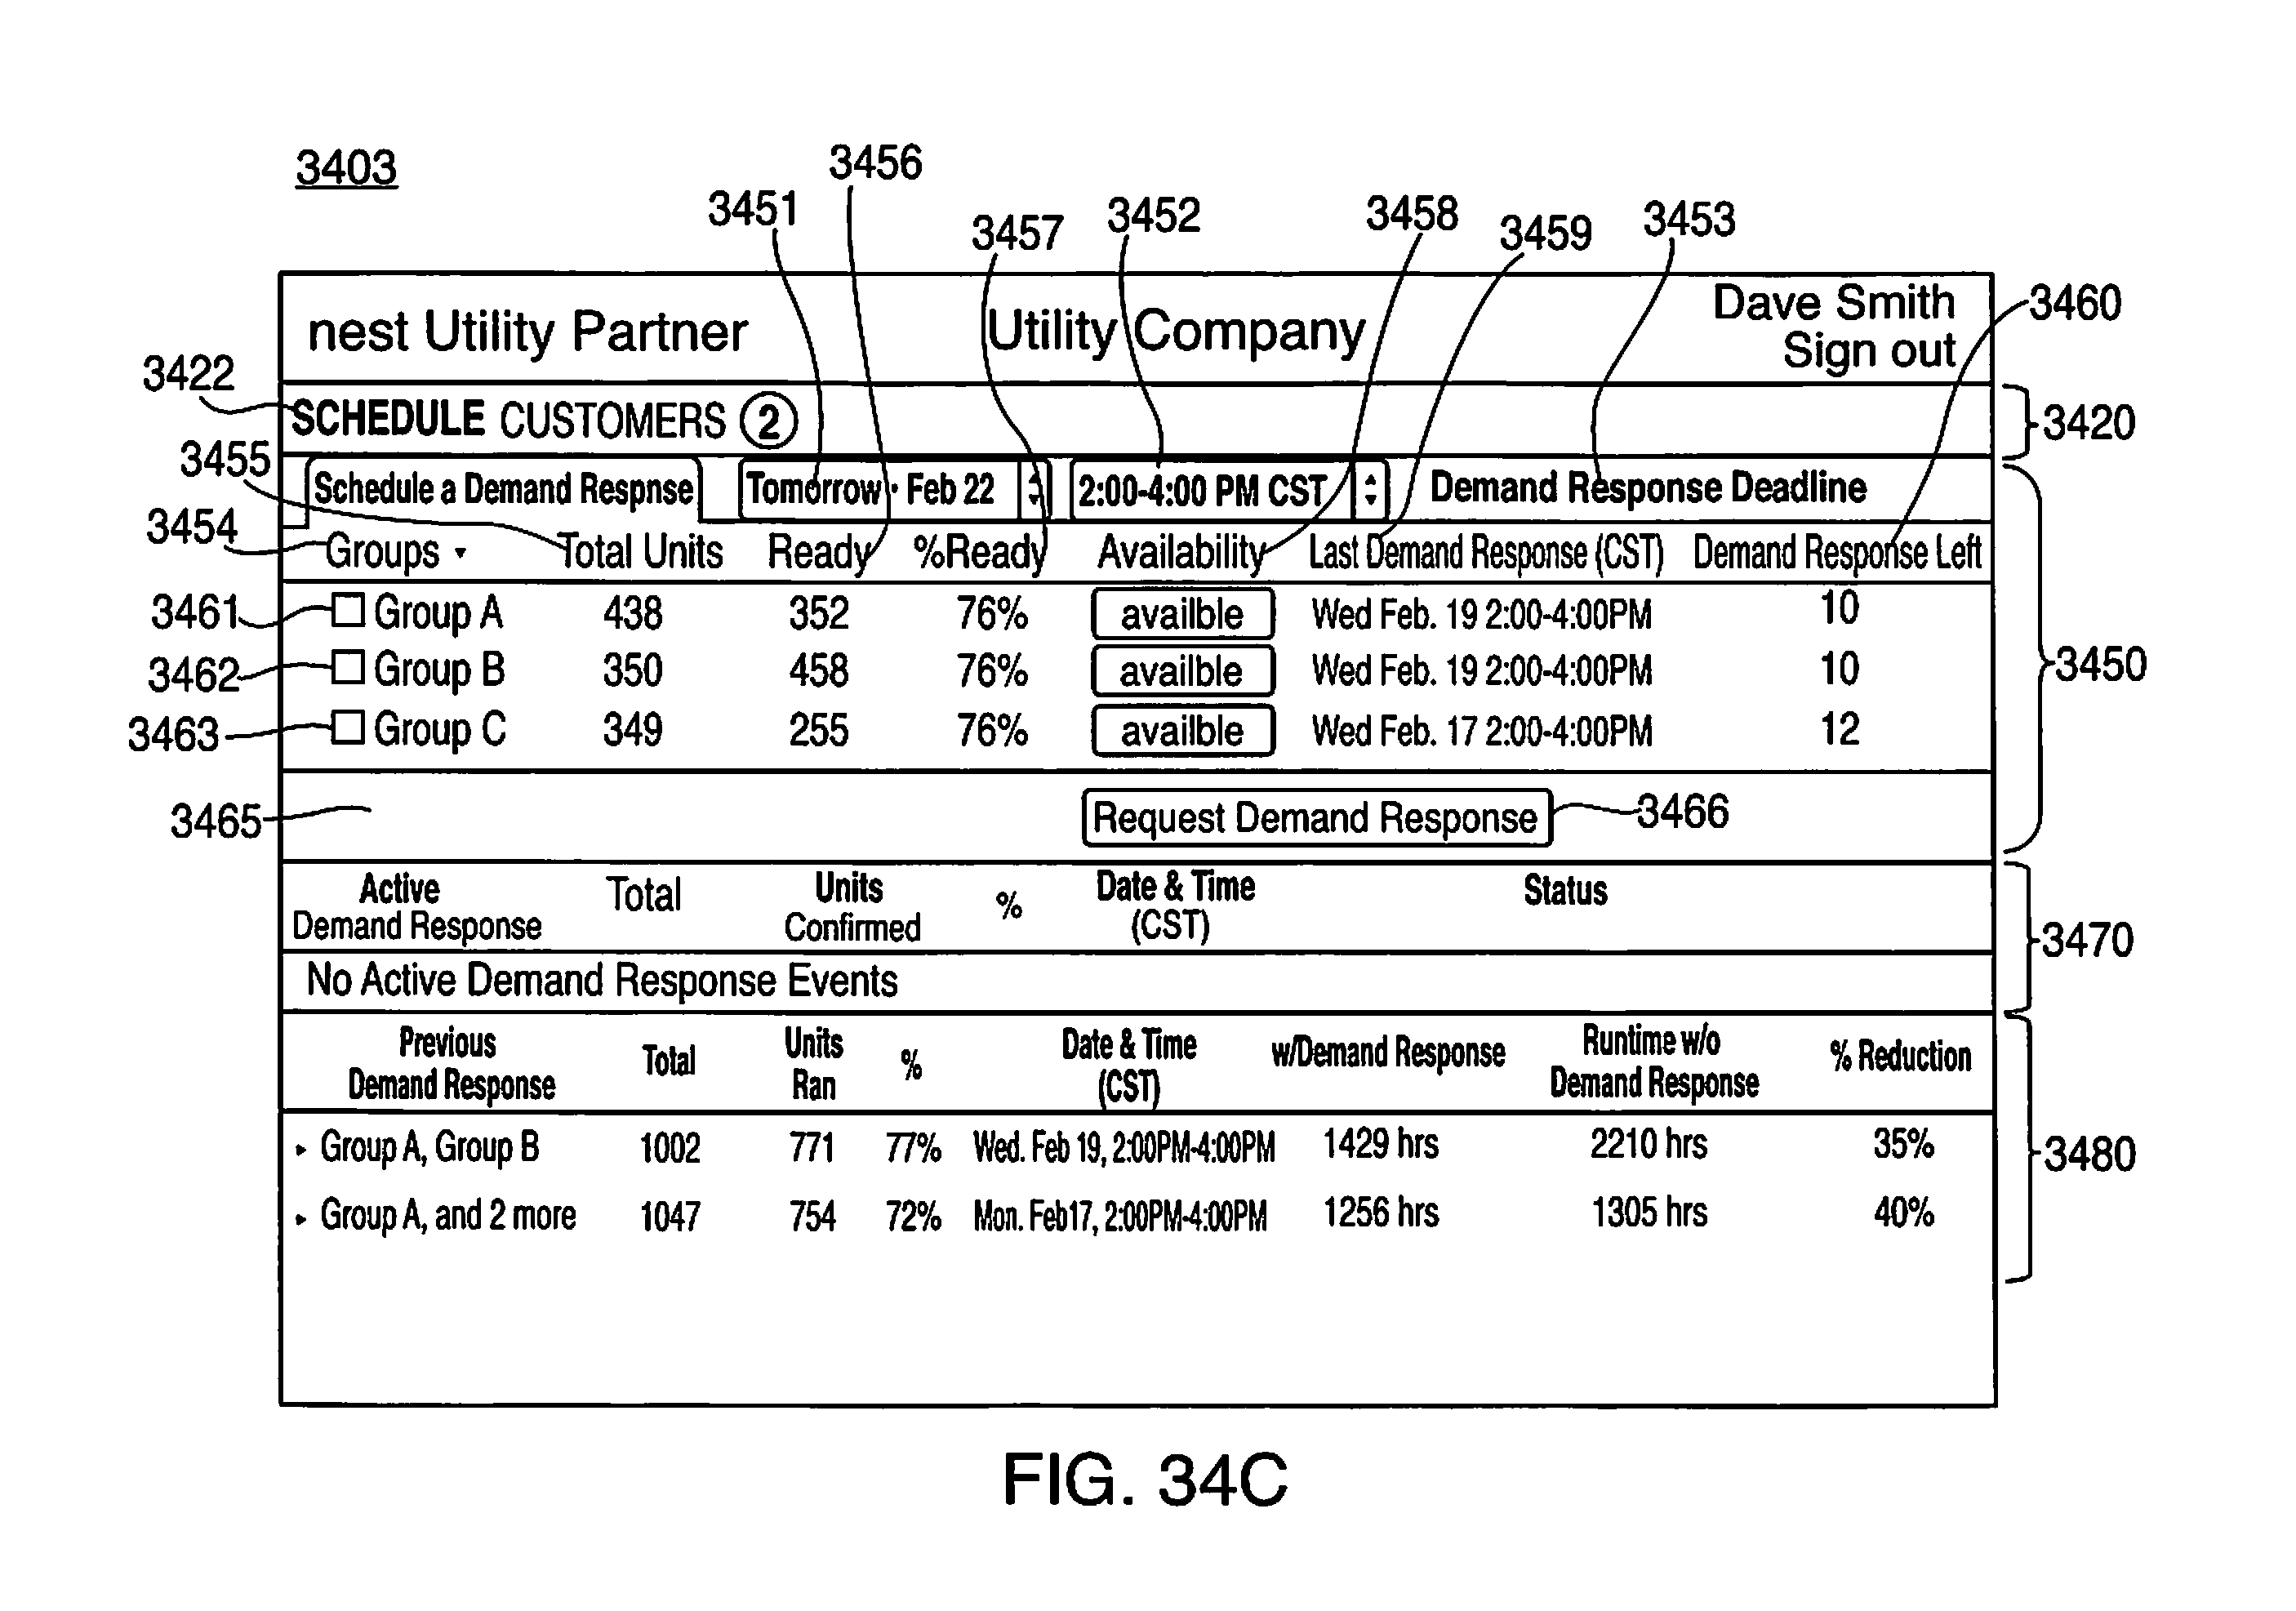 3403
3456
3451
3457
3452
3458
3459
3453
nest Utility Partner Utility Company Dave Smith
Sign out
3460
3422
SCHEDULE CUSTOMERS 2
3420
3455
Schedule a Demand Respnse Tomorrow · Feb 22 2:00-4:00 PM CST Demand Response Deadline
3454
Groups Total Units Ready %Ready Availability Last Demand Response (CST) Demand Response Left
3461 Group A 438 352 76% availble Wed Feb. 19 2:00-4:00PM 10
3462 Group B 350 458 76% availble Wed Feb. 19 2:00-4:00PM 10
3450
3463 Group C 349 255 76% availble Wed Feb. 17 2:00-4:00PM 12
3465 Request Demand Response 3466
Active Total Units % Date & Time Status
Demand Response Confirmed (CST)
3470
No Active Demand Response Events
Previous Total Units % Date & Time w/Demand Response Runtime w/o % Reduction
Demand Response Ran (CST) Demand Response
Group A, Group B 1002 771 77% Wed. Feb 19, 2:00PM-4:00PM 1429 hrs 2210 hrs 35%
3480
Group A, and 2 more 1047 754 72% Mon. Feb17, 2:00PM-4:00PM 1256 hrs 1305 hrs 40%
FIG. 34C